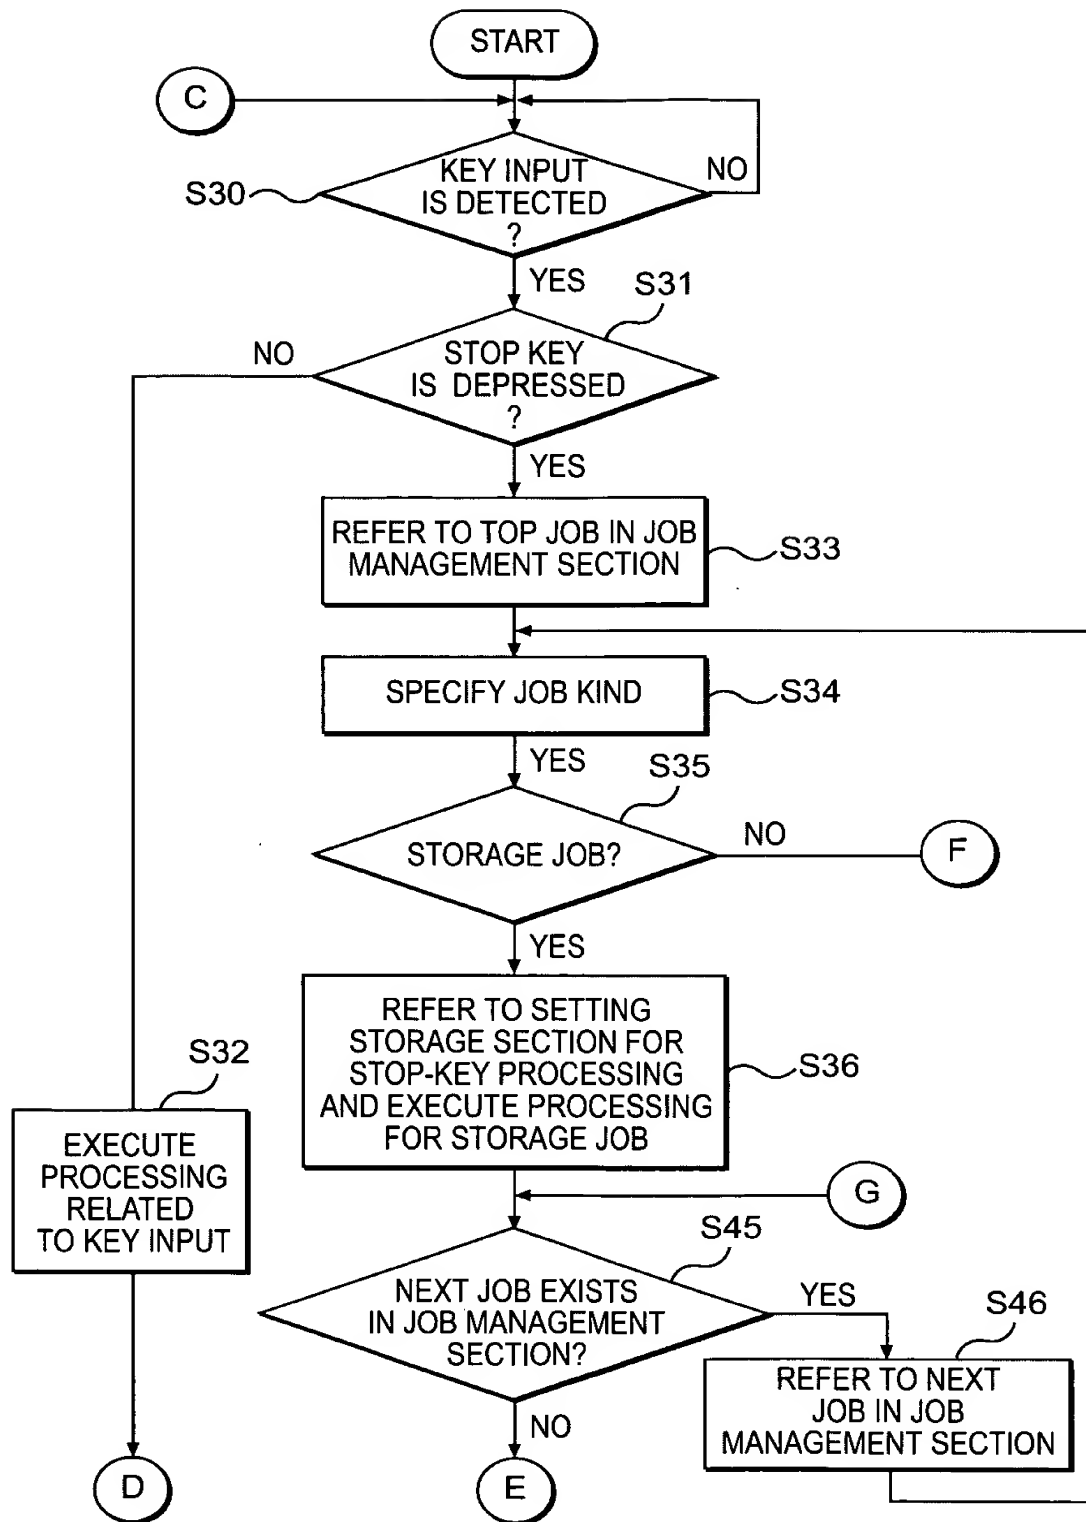 START
C
KEY INPUT
IS DETECTED
?
NO
S30
YES
S31
STOP KEY
IS DEPRESSED
?
NO
YES
REFER TO TOP JOB IN JOB
MANAGEMENT SECTION
S33
SPECIFY JOB KIND
S34
YES
S35
STORAGE JOB?
NO
F
YES
REFER TO SETTING
STORAGE SECTION FOR
STOP-KEY PROCESSING
AND EXECUTE PROCESSING
FOR STORAGE JOB
S36
S32
EXECUTE
PROCESSING
RELATED
TO KEY INPUT
G
S45
NEXT JOB EXISTS
IN JOB MANAGEMENT
SECTION?
YES
S46
REFER TO NEXT
JOB IN JOB
MANAGEMENT SECTION
NO
D
E